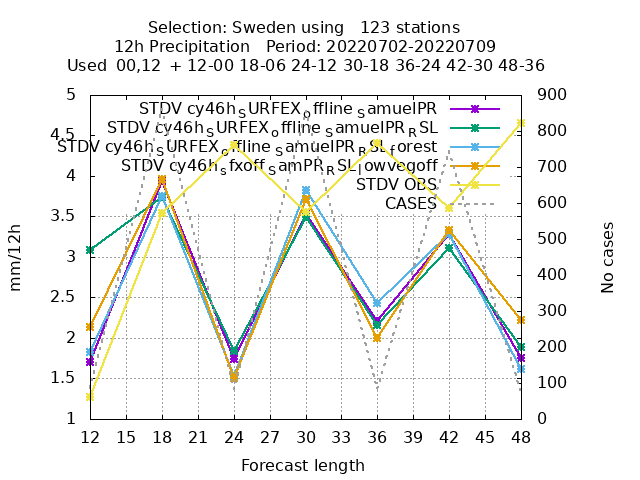 Selection: Sweden using   123 stations
12h Precipitation   Period: 20220702-20220709
Used  00,12  + 12-00 18-06 24-12 30-18 36-24 42-30 48-36
STDV cy46h_SURFEX_offline_SamueIPR
STDV cy46h_SURFEX_offline_SamueIPR_RSL
STDV cy46h_SURFEX_offline_SamueIPR_RSL_forest
STDV cy46h_sfxoff_SamPR_RSL_lowvegoff
STDV OBS
CASES
5
4.5
4
3.5
3
2.5
2
1.5
1
mm/12h
900
800
700
600
500
400
300
200
100
0
No cases
12 15 18 21 24 27 30 33 36 39 42 45 48
Forecast length